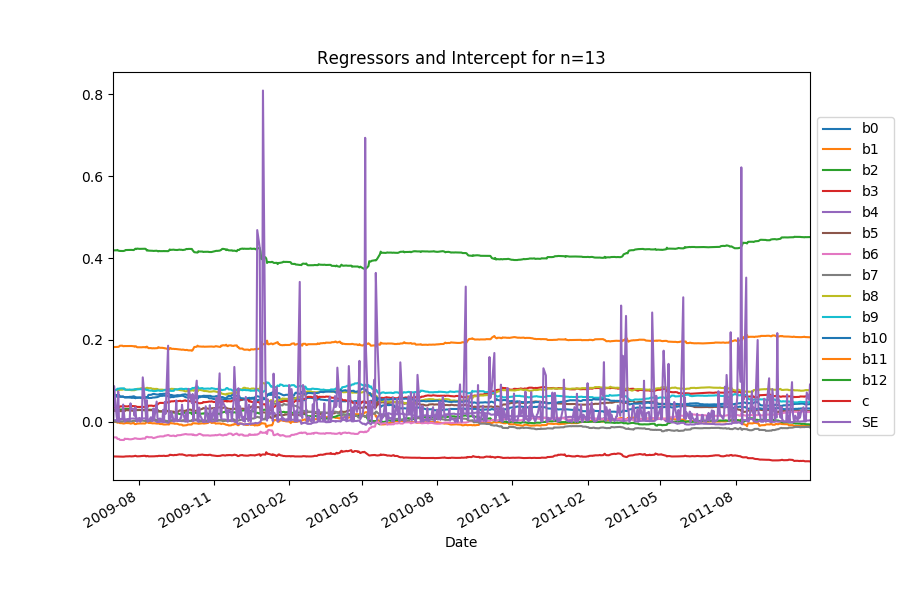 Regressors and Intercept for n=13
0.8
0.6
0.4
0.2
0.0
2009-08
2009-11
2010-02
2010-05
2010-08
2010-11
2011-02
2011-05
2011-08
Date
b0
b1
b2
b3
b4
b5
b6
b7
b8
b9
b10
b11
b12
c
SE